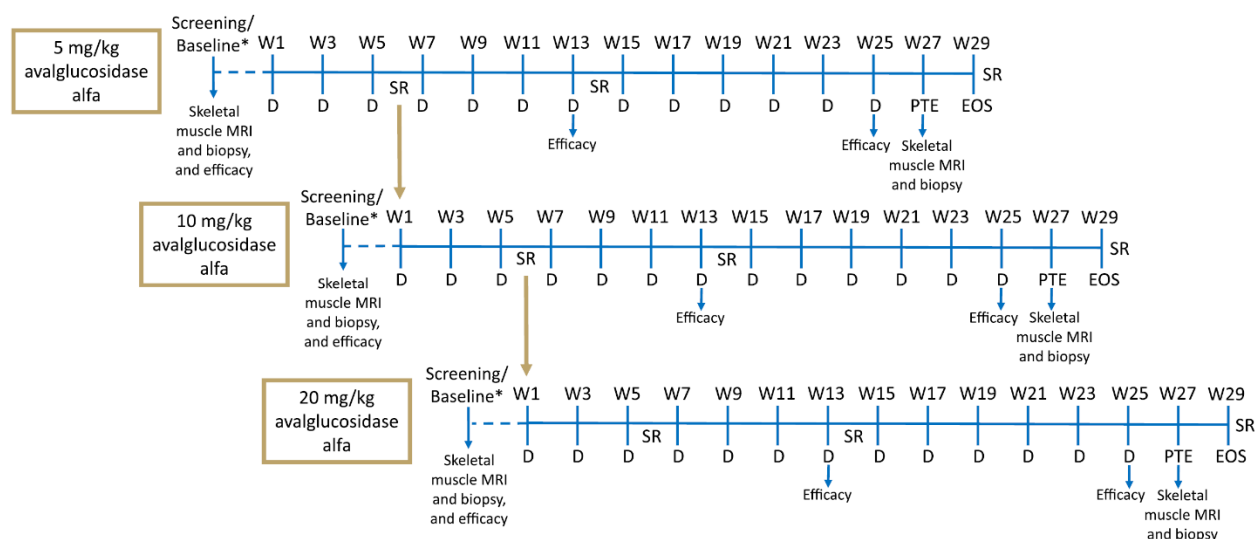 Screening/
Baseline* W1 W3 W5 W7 W9 W11 W13 W15 W17 W19 W21 W23 W25 W27 W29
5 mg/kg
avalglucosidase
alfa
SR SR SR
D D D D D D D D D D D D D PTE EOS
Skeletal
muscle MRI
and biopsy,
and efficacy
Efficacy
Efficacy
Skeletal
muscle MRI
and biopsy
Screening/
Baseline* W1 W3 W5 W7 W9 W11 W13 W15 W17 W19 W21 W23 W25 W27 W29
10 mg/kg
avalglucosidase
alfa
SR SR SR
D D D D D D D D D D D D D PTE EOS
Skeletal
muscle MRI
and biopsy,
and efficacy
Efficacy
Efficacy
Skeletal
muscle MRI
and biopsy
Screening/
Baseline* W1 W3 W5 W7 W9 W11 W13 W15 W17 W19 W21 W23 W25 W27 W29
20 mg/kg
avalglucosidase
alfa
SR SR SR
D D D D D D D D D D D D D PTE EOS
Skeletal
muscle MRI
and biopsy,
and efficacy
Efficacy
Efficacy
Skeletal
muscle MRI
and biopsy